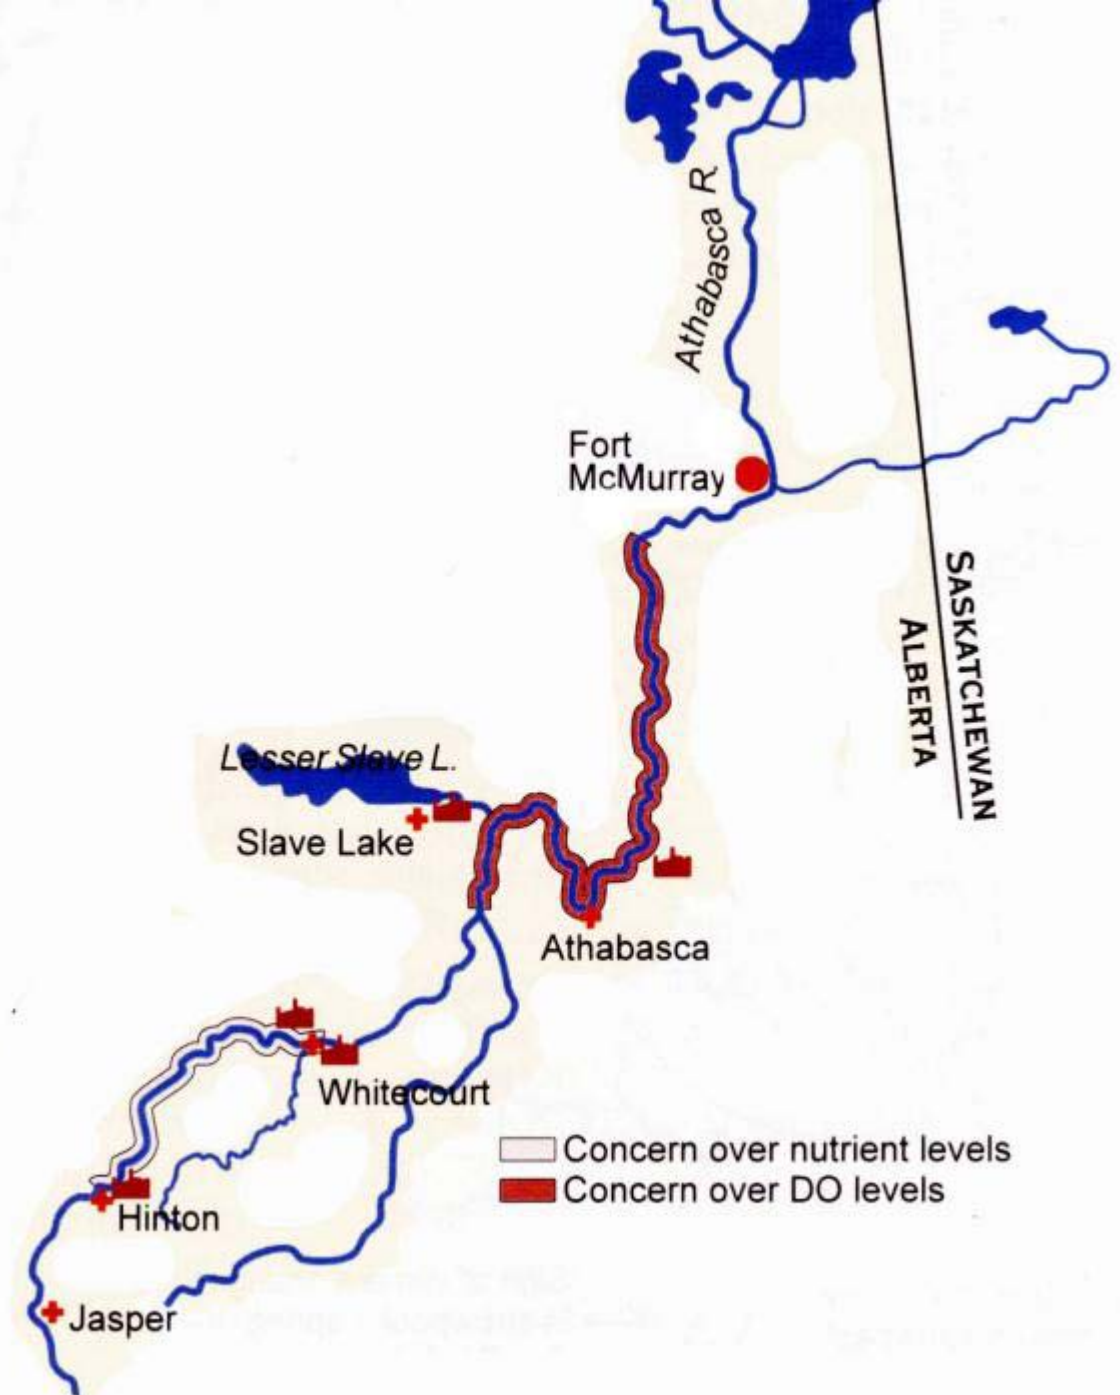 Athabasca R.
Fort
McMurray
SASKATCHEWAN
ALBERTA
Lesser Slave L.
Slave Lake
Athabasca
Whitecourt
Concern over nutrient levels
Concern over DO levels
Hinton
Jasper